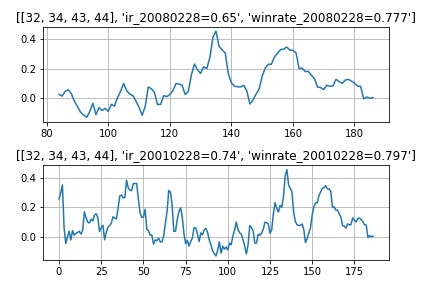 [[32, 34, 43, 44], 'ir_20080228=0.65', 'winrate_20080228=0.777']
0.4
0.2
0.0
80 100 120 140 160 180
[[32, 34, 43, 44], 'ir_20010228=0.74', 'winrate_20010228=0.797']
0.4
0.2
0.0
0 25 50 75 100 125 150 175